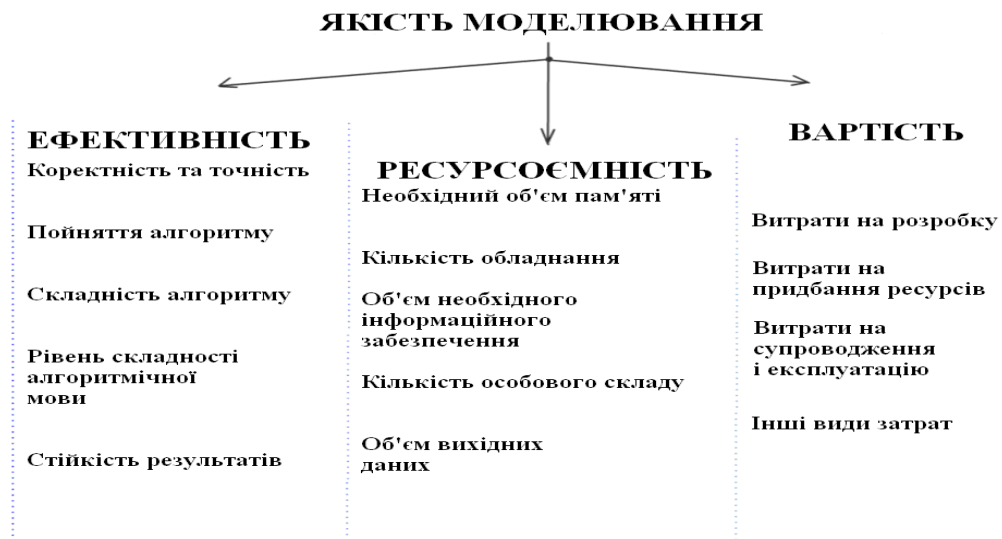 ЯКІСТЬ МОДЕЛЮВАННЯ
ЕФЕКТИВНІСТЬ
Коректність та точність
Пойняття алгоритму
Складність алгоритму
Рівень складності
алгоритмічної
мови
Стійкість результатів
РЕСУРСОЄМНІСТЬ
Необхідний об'єм пам'яті
Кількість обладнання
Об'єм необхідного
інформаційного
забезпечення
Кількість особового складу
Об'єм вихідних
даних
ВАРТІСТЬ
Витрати на розробку
Витрати на
придбання ресурсів
Витрати на
супроводження
і експлуатацію
Інші види затрат